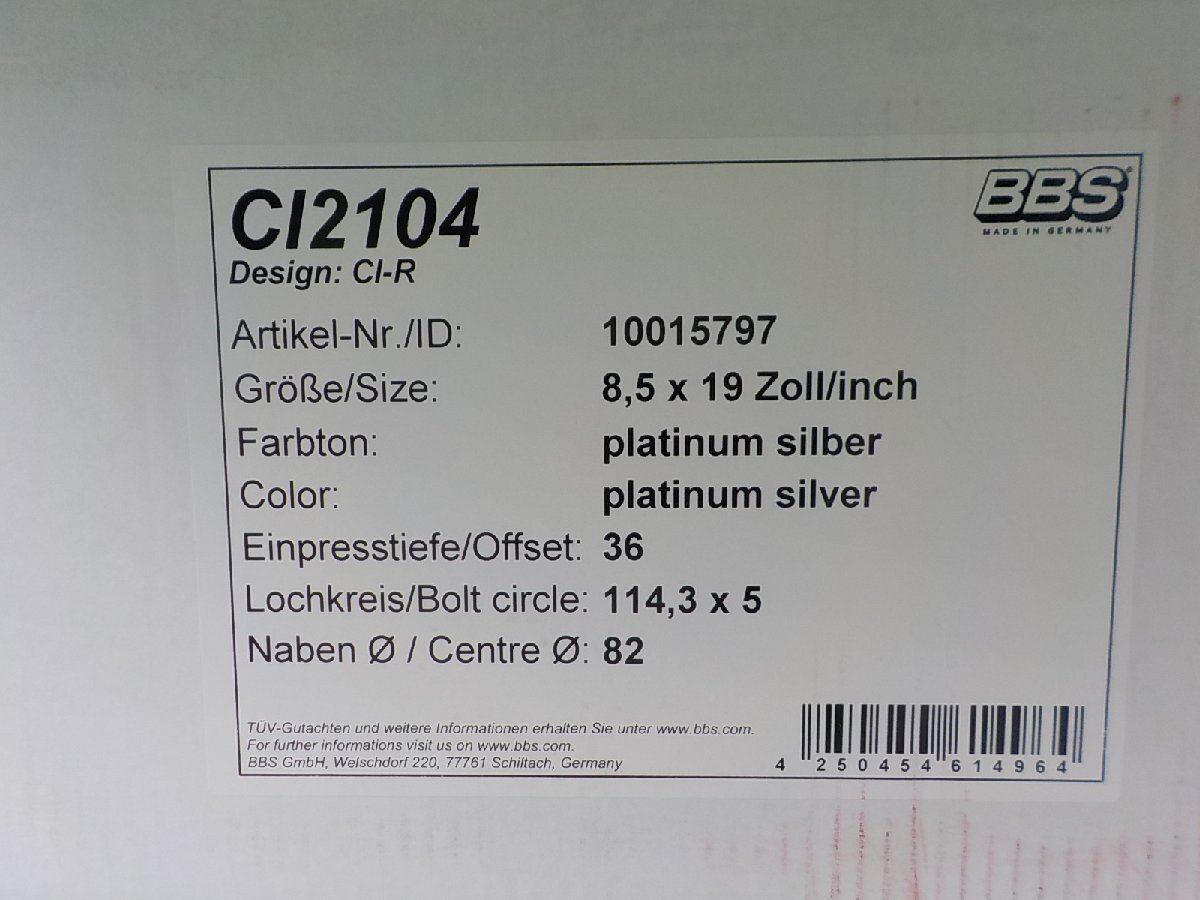 CI2104
BBS
MADE IN GERMANY
Design: CI-R
Artikel-Nr./ID: 10015797
Größe/Size: 8,5 x 19 Zoll/inch
Farbton: platinum silber
Color: platinum silver
Einpresstiefe/Offset: 36
Lochkreis/Bolt circle: 114,3 x 5
Naben Ø / Centre Ø: 82
TÜV-Gutachten und weitere Informationen erhalten Sie unter www.bbs.com.
For further informations visit us on www.bbs.com.
BBS GmbH, Welschdorf 220, 77761 Schiltach, Germany
4 250454 614964